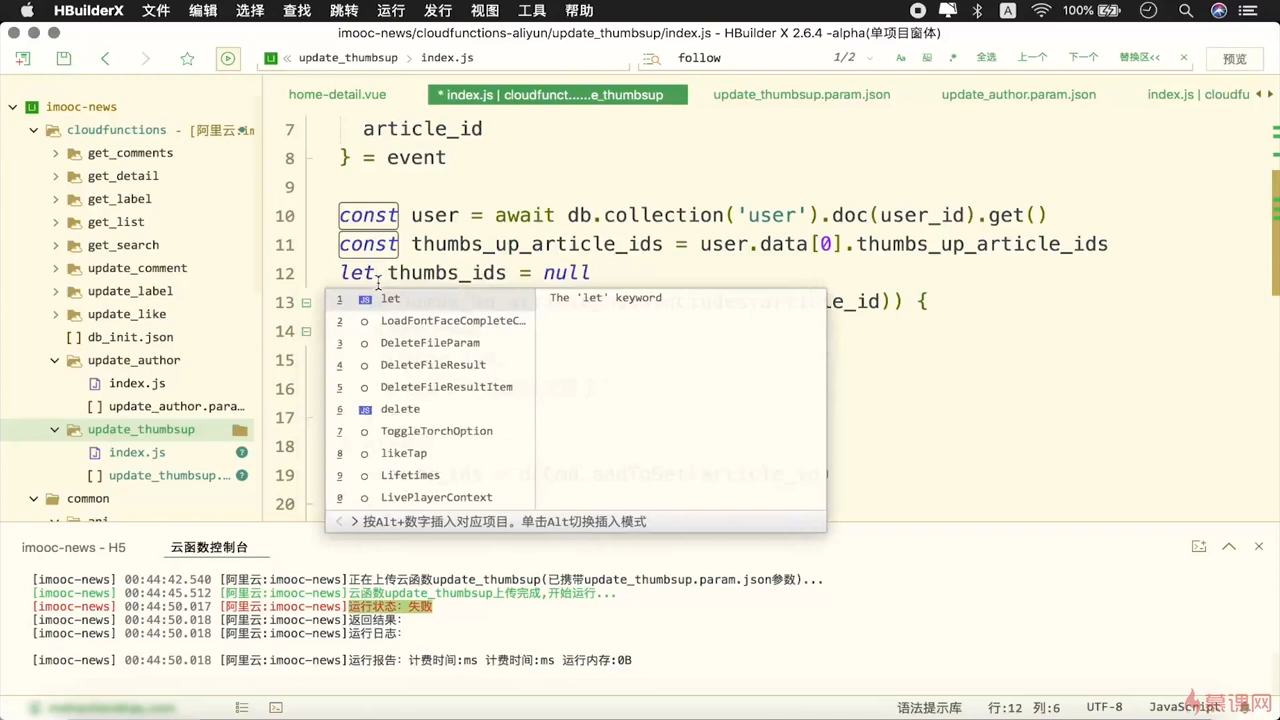 HBuilderX 文件 编辑 选择 查找 跳转 运行 发行 视图 工具 帮助 100%
imooc-news/cloudfunctions-aliyun/update_thumbsup/index.js - HBuilder X 2.6.4 -alpha(单项目窗体)
update_thumbsup index.js follow 1/2 全选 上一个 下一个 替换区<< 预览
home-detail.vue * index.js | cloudfunct......e_thumbsup update_thumbsup.param.json update_author.param.json index.js | cloudfu
imooc-news
cloudfunctions - [阿里云:im
get_comments
get_detail
get_label
get_list
get_search
update_comment
update_label
update_like
db_init.json
update_author
index.js
update_author.para…
update_thumbsup
index.js
update_thumbsup.…
common
7 article_id
8 } = event
9
10 const user = await db.collection('user').doc(user_id).get()
11 const thumbs_up_article_ids = user.data[0].thumbs_up_article_ids
12 let thumbs_ids = null
13 le_id)) {
14
15
16
17
18
19
20
1 let The 'let' keyword
2 LoadFontFaceCompleteC…
3 DeleteFileParam
4 DeleteFileResult
5 DeleteFileResultItem
6 delete
7 ToggleTorchOption
8 likeTap
9 Lifetimes
0 LivePlayerContext
按Alt+数字插入对应项目。单击Alt切换插入模式
imooc-news - H5 云函数控制台
[imooc-news] 00:44:42.540 [阿里云:imooc-news]正在上传云函数update_thumbsup(已携带update_thumbsup.param.json参数)...
[imooc-news] 00:44:45.512 [阿里云:imooc-news]云函数update_thumbsup上传完成,开始运行...
[imooc-news] 00:44:50.017 [阿里云:imooc-news]运行状态：失败
[imooc-news] 00:44:50.018 [阿里云:imooc-news]返回结果：
[imooc-news] 00:44:50.018 [阿里云:imooc-news]运行日志：
[imooc-news] 00:44:50.018 [阿里云:imooc-news]运行报告：计费时间:ms 计费时间:ms 运行内存:0B
语法提示库 行:12 列:6 UTF-8 JavaScript
慕课网